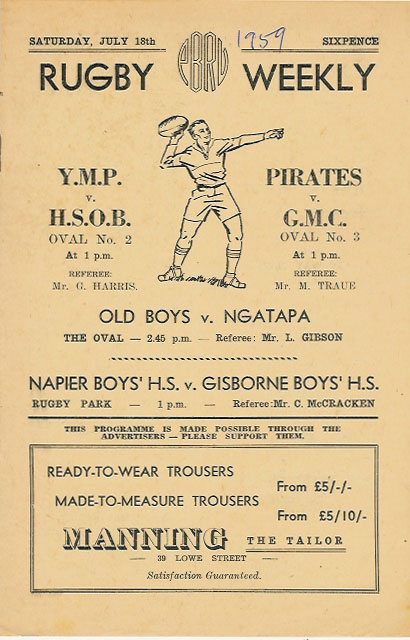 SATURDAY, JULY 18th
PBRU
1959
SIXPENCE
RUGBY WEEKLY
Y.M.P.
v.
H.S.O.B.
OVAL No. 2
At 1 p.m.
REFEREE:
Mr. G. HARRIS.
PIRATES
v.
G.M.C.
OVAL No. 3
At 1 p.m.
REFEREE:
Mr. M. TRAUE
OLD BOYS v. NGATAPA
THE OVAL — 2.45 p.m. — Referee: Mr. L. GIBSON
NAPIER BOYS' H.S. v. GISBORNE BOYS' H.S.
RUGBY PARK — 1 p.m. — Referee: Mr. C. McCRACKEN
THIS PROGRAMME IS MADE POSSIBLE THROUGH THE
ADVERTISERS — PLEASE SUPPORT THEM.
READY-TO-WEAR TROUSERS
From £5/-/-
MADE-TO-MEASURE TROUSERS
From £5/10/-
MANNING THE TAILOR
39 LOWE STREET
Satisfaction Guaranteed.